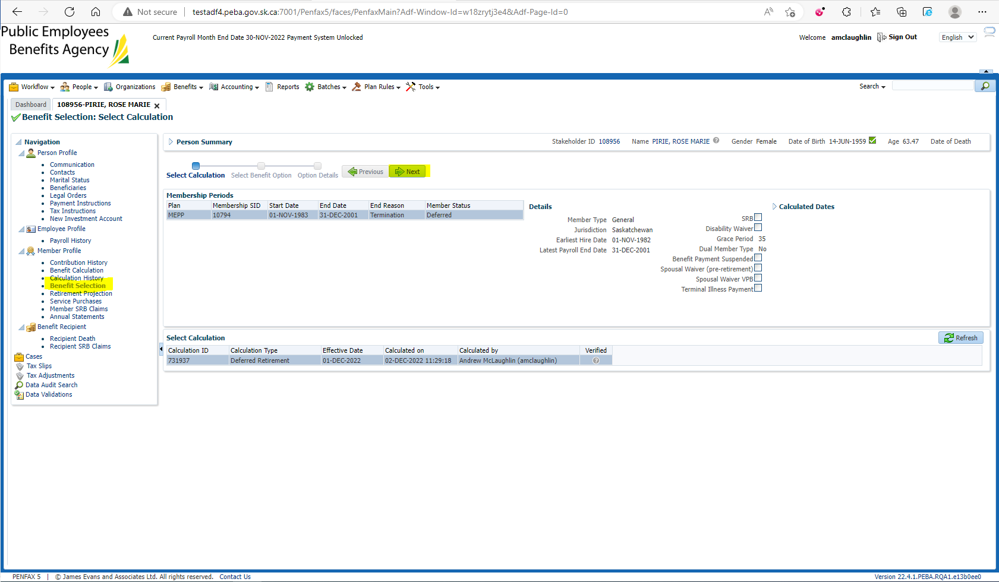 Not secure | testadf4.peba.gov.sk.ca:7001/Penfax5/faces/PenfaxMain?Adf-Window-Id=w18zrytj3e4&Adf-Page-Id=0
Public Employees
Benefits Agency
Current Payroll Month End Date 30-NOV-2022 Payment System Unlocked
Welcome amclaughlin Sign Out English
Workflow People Organizations Benefits Accounting Reports Batches Plan Rules Tools Search
Dashboard 108956-PIRIE, ROSE MARIE
Benefit Selection: Select Calculation
Navigation
Person Profile
Communication
Contacts
Marital Status
Beneficiaries
Legal Orders
Payment Instructions
Tax Instructions
New Investment Account
Employee Profile
Payroll History
Member Profile
Contribution History
Benefit Calculation
Calculation History
Benefit Selection
Retirement Projection
Service Purchases
Member SRB Claims
Annual Statements
Benefit Recipient
Recipient Death
Recipient SRB Claims
Cases
Tax Slips
Tax Adjustments
Data Audit Search
Data Validations
Person Summary Stakeholder ID 108956 Name PIRIE, ROSE MARIE Gender Female Date of Birth 14-JUN-1959 Age 63.47 Date of Death
Select Calculation Select Benefit Option Option Details Previous Next
Membership Periods
Plan Membership SID Start Date End Date End Reason Member Status
MEPP 10794 01-NOV-1983 31-DEC-2001 Termination Deferred
Details
Member Type General
Jurisdiction Saskatchewan
Earliest Hire Date 01-NOV-1982
Latest Payroll End Date 31-DEC-2001
SRB
Disability Waiver
Grace Period 35
Dual Member Type No
Benefit Payment Suspended
Spousal Waiver (pre-retirement)
Spousal Waiver VPB
Terminal Illness Payment
Calculated Dates
Select Calculation Refresh
Calculation ID Calculation Type Effective Date Calculated on Calculated by Verified
731937 Deferred Retirement 01-DEC-2022 02-DEC-2022 11:29:18 Andrew McLaughlin (amclaughlin)
PENFAX 5 | © James Evans and Associates Ltd. All rights reserved. Contact Us Version 22.4.1.PEBA.RQA1.e13b0ee0